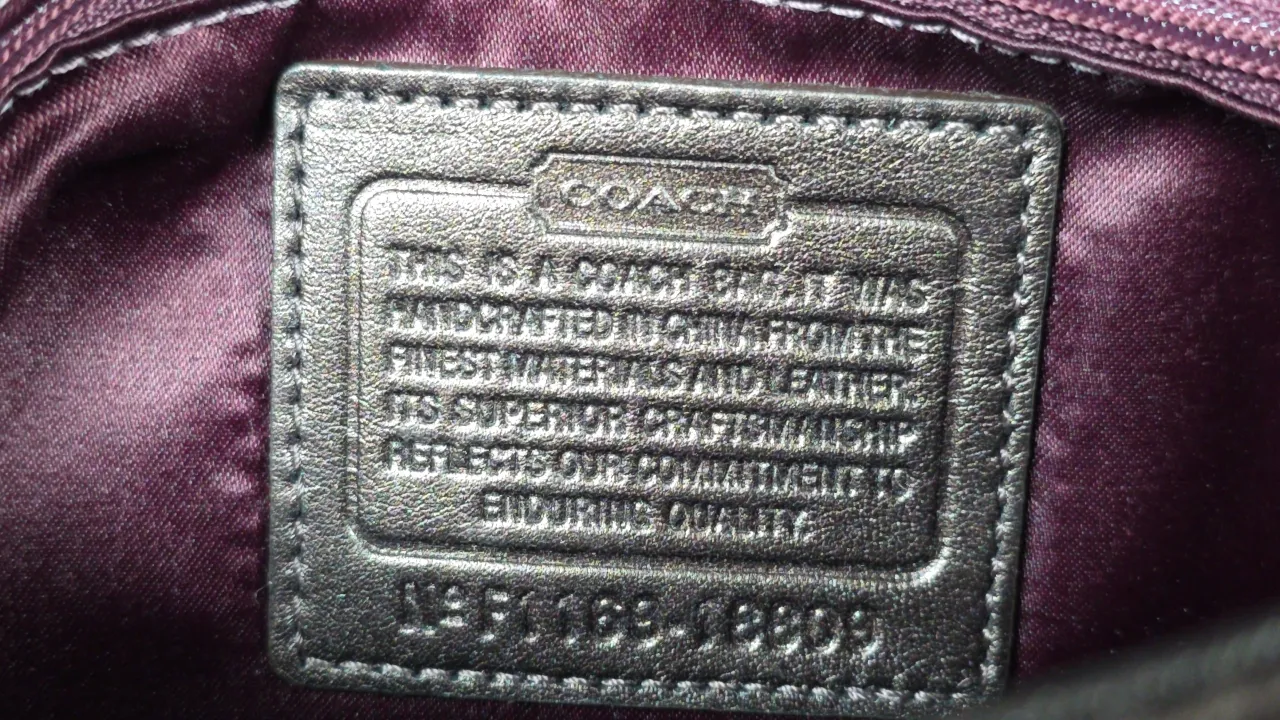 COACH
THIS IS A COACH BAG. IT WAS
HANDCRAFTED IN CHINA FROM THE
FINEST MATERIALS AND LEATHER.
ITS SUPERIOR CRAFTSMANSHIP
REFLECTS OUR COMMITMENT TO
ENDURING QUALITY.
Nº F1168-18809